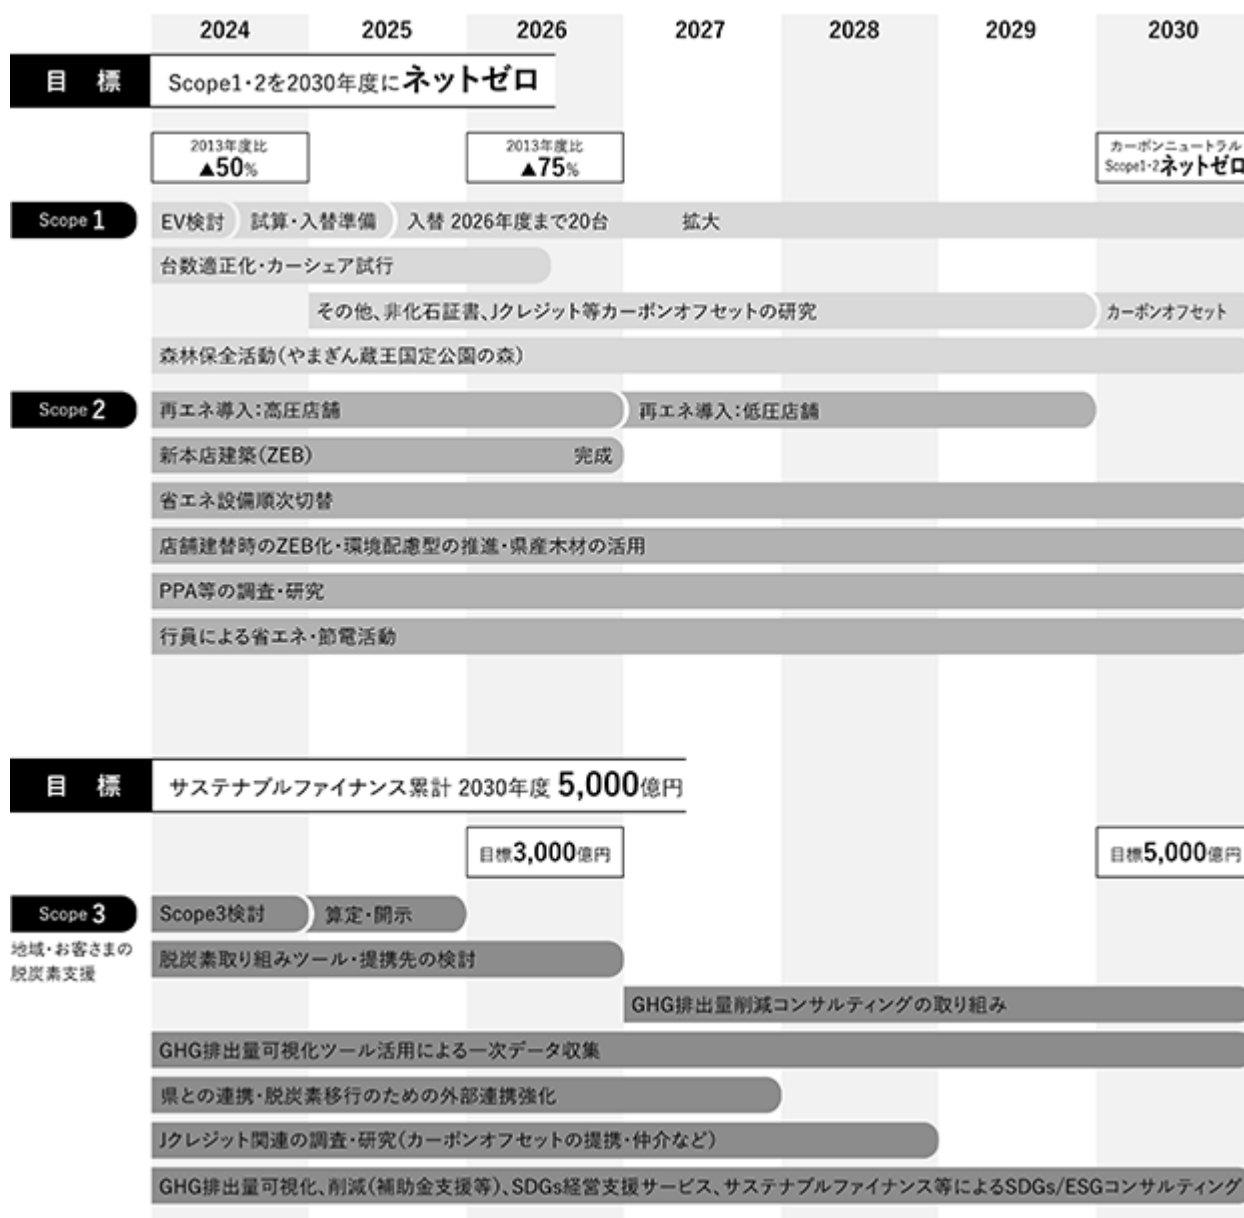 2024 2025 2026 2027 2028 2029 2030
目 標 Scope1・2を2030年度にネットゼロ
2013年度比 2013年度比 カーボンニュートラル
▲50% ▲75% Scope1・2ネットゼロ
Scope 1 EV検討 試算・入替準備 入替 2026年度まで20台 拡大
台数適正化・カーシェア試行
その他、非化石証書、Jクレジット等カーボンオフセットの研究 カーボンオフセット
森林保全活動(やまぎん蔵王国定公園の森)
Scope 2 再エネ導入:高圧店舗 再エネ導入:低圧店舗
新本店建築(ZEB) 完成
省エネ設備順次切替
店舗建替時のZEB化・環境配慮型の推進・県産木材の活用
PPA等の調査・研究
行員による省エネ・節電活動
目 標 サステナブルファイナンス累計 2030年度 5,000億円
目標3,000億円 目標5,000億円
Scope 3 Scope3検討 算定・開示
地域・お客さまの
脱炭素支援
脱炭素取り組みツール・提携先の検討
GHG排出量削減コンサルティングの取り組み
GHG排出量可視化ツール活用による一次データ収集
県との連携・脱炭素移行のための外部連携強化
Jクレジット関連の調査・研究(カーボンオフセットの提携・仲介など)
GHG排出量可視化、削減(補助金支援等)、SDGs経営支援サービス、サステナブルファイナンス等によるSDGs/ESGコンサルティング